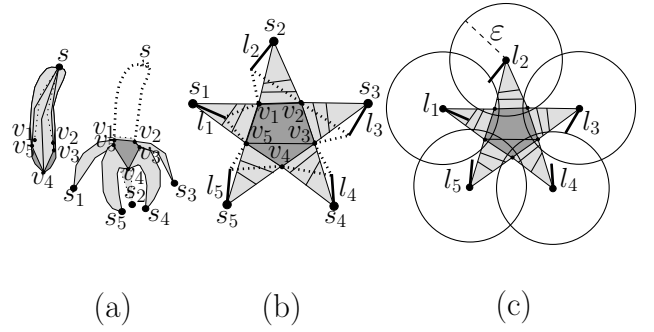 s
v₁
v₅
v₂
v₃
v₄
s
v₁
v₅
v₂
v₃
v₄
s₁
s₂
s₃
s₅
s₄
s₂
l₂
s₁
s₃
l₁
v₁
v₂
l₃
v₅
v₃
v₄
l₅
l₄
s₅
s₄
ε
l₂
l₁
l₃
l₅
l₄
(a) (b) (c)